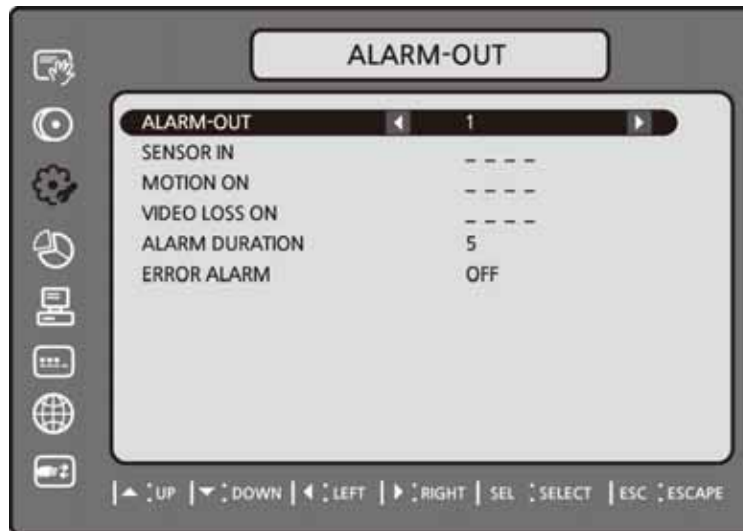 ALARM-OUT
ALARM-OUT 1
SENSOR IN _ _ _ _
MOTION ON _ _ _ _
VIDEO LOSS ON _ _ _ _
ALARM DURATION 5
ERROR ALARM OFF
UP : DOWN : LEFT : RIGHT SEL : SELECT ESC : ESCAPE